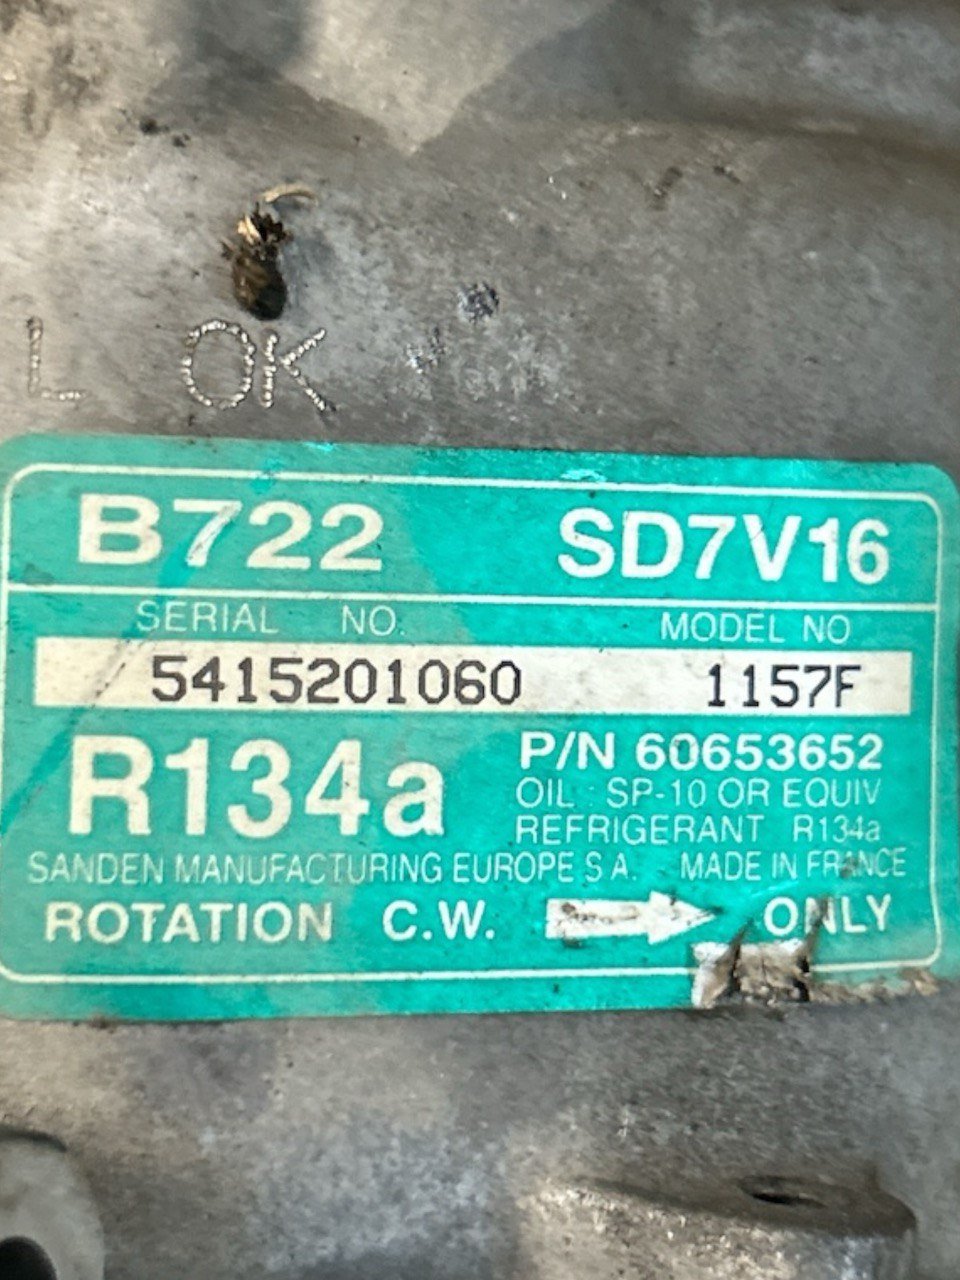 L OK
B722 SD7V16
SERIAL NO. MODEL NO
5415201060 1157F
R134a P/N 60653652
OIL : SP-10 OR EQUIV
REFRIGERANT R134a
SANDEN MANUFACTURING EUROPE S.A. MADE IN FRANCE
ROTATION C.W. ONLY